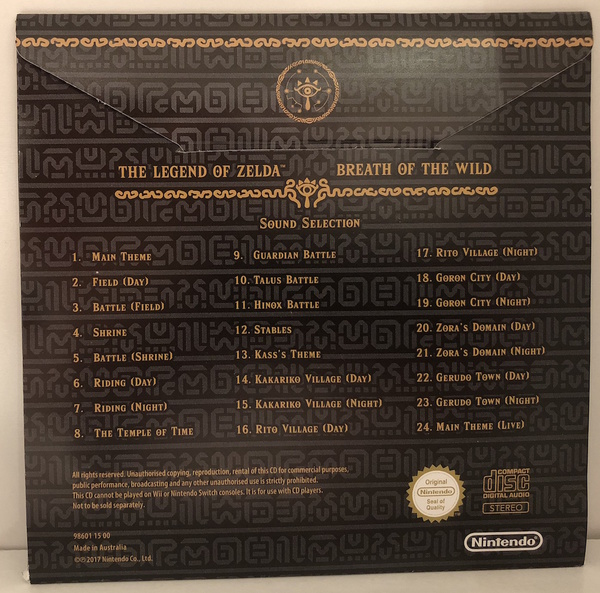 THE LEGEND OF ZELDA™ BREATH OF THE WILD
SOUND SELECTION
1. MAIN THEME
2. FIELD (DAY)
3. BATTLE (FIELD)
4. SHRINE
5. BATTLE (SHRINE)
6. RIDING (DAY)
7. RIDING (NIGHT)
8. THE TEMPLE OF TIME
9. GUARDIAN BATTLE
10. TALUS BATTLE
11. HINOX BATTLE
12. STABLES
13. KASS'S THEME
14. KAKARIKO VILLAGE (DAY)
15. KAKARIKO VILLAGE (NIGHT)
16. RITO VILLAGE (DAY)
17. RITO VILLAGE (NIGHT)
18. GORON CITY (DAY)
19. GORON CITY (NIGHT)
20. ZORA'S DOMAIN (DAY)
21. ZORA'S DOMAIN (NIGHT)
22. GERUDO TOWN (DAY)
23. GERUDO TOWN (NIGHT)
24. MAIN THEME (LIVE)
All rights reserved. Unauthorised copying, reproduction, rental of this CD for commercial purposes,
public performance, broadcasting and any other unauthorised use is strictly prohibited.
This CD cannot be played on Wii or Nintendo Switch consoles. It is for use with CD players.
Not to be sold separately.
98601 15 00
Made in Australia
©℗2017 Nintendo Co., Ltd.
Original
Nintendo
Seal of
Quality
COMPACT
disc
DIGITAL AUDIO
STEREO
Nintendo